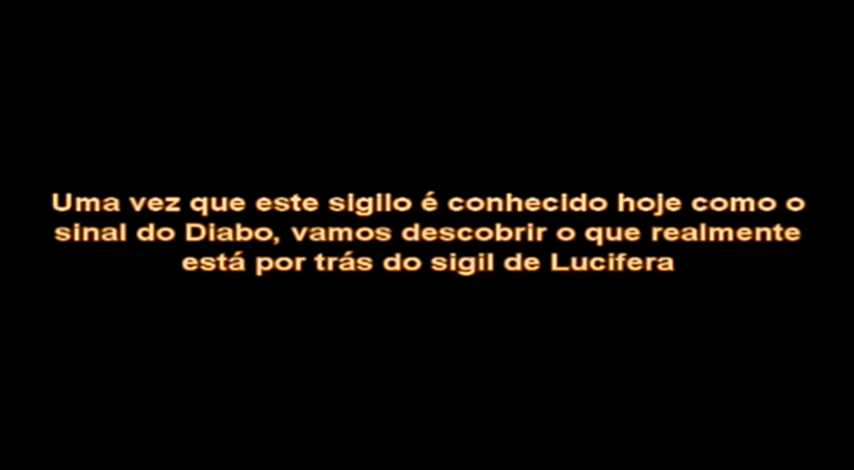 Uma vez que este sigilo é conhecido hoje como o
sinal do Diabo, vamos descobrir o que realmente
está por trás do sigil de Lucifera